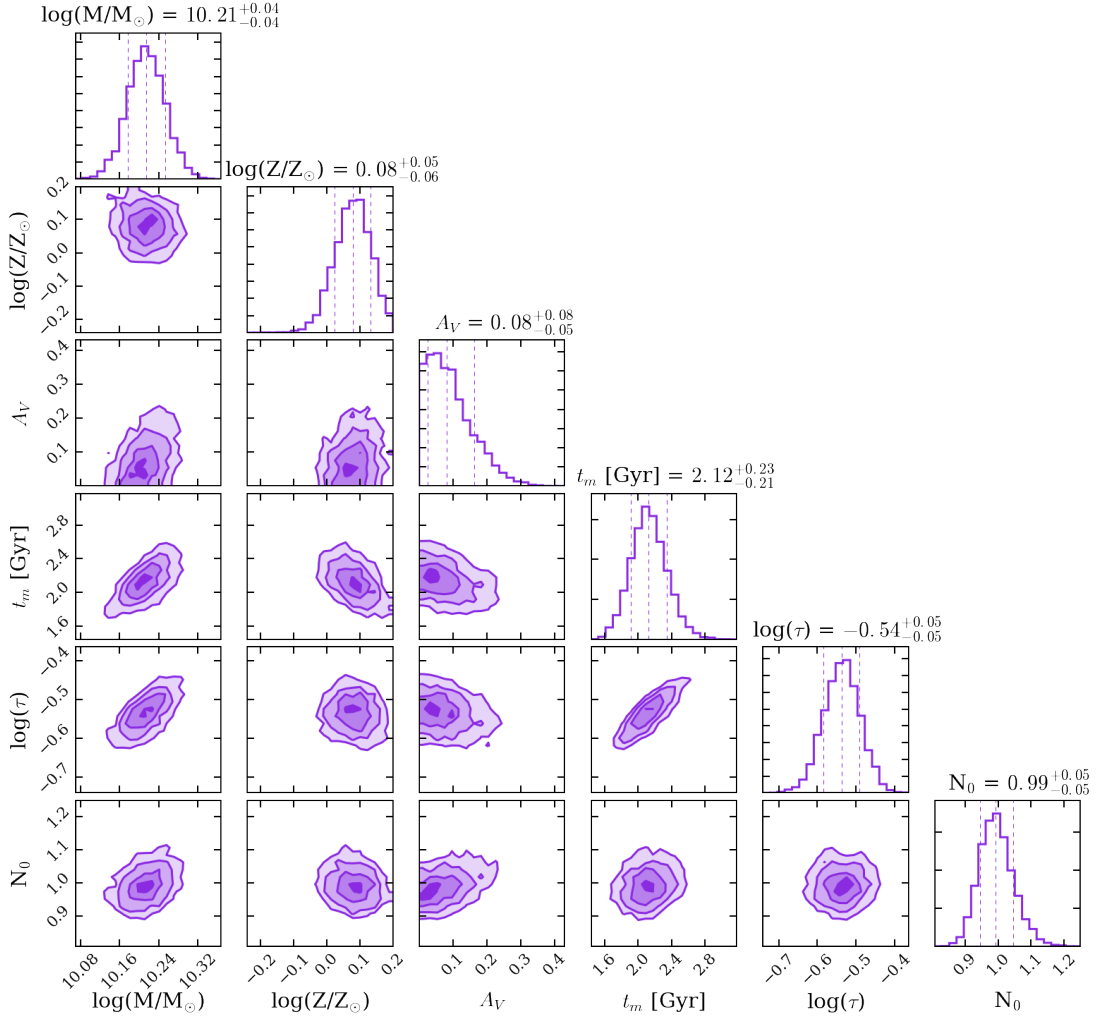 log(M/M⊙) = 10.21+0.04−0.04
log(Z/Z⊙) = 0.08+0.05−0.06
0.2
0.1
0.0
−0.1
−0.2
log(Z/Z⊙)
A_V = 0.08+0.08−0.05
0.4
0.3
0.2
0.1
A_V
t_m [Gyr] = 2.12+0.23−0.21
2.8
2.4
2.0
1.6
t_m [Gyr]
log(τ) = −0.54+0.05−0.05
−0.4
−0.5
−0.6
−0.7
log(τ)
N_0 = 0.99+0.05−0.05
1.2
1.1
1.0
0.9
N_0
10.08 10.16 10.24 10.32 −0.2 −0.1 0.0 0.1 0.2 0.1 0.2 0.3 0.4 1.6 2.0 2.4 2.8 −0.7 −0.6 −0.5 −0.4 0.9 1.0 1.1 1.2
log(M/M⊙) log(Z/Z⊙) A_V t_m [Gyr] log(τ) N_0